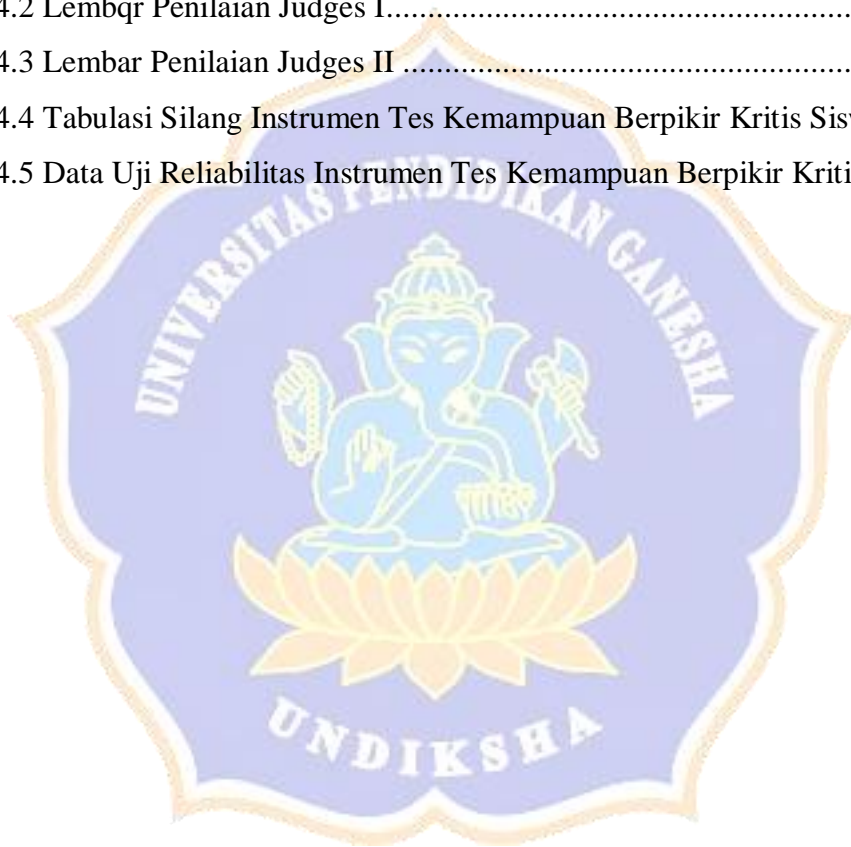 4.2 Lembqr Penilaian Judges I..............................................................
4.3 Lembar Penilaian Judges II ............................................................
4.4 Tabulasi Silang Instrumen Tes Kemampuan Berpikir Kritis Sisw
4.5 Data Uji Reliabilitas Instrumen Tes Kemampuan Berpikir Kriti
UNIVERSITAS PENDIDIKAN GANESHA
UNDIKSHA